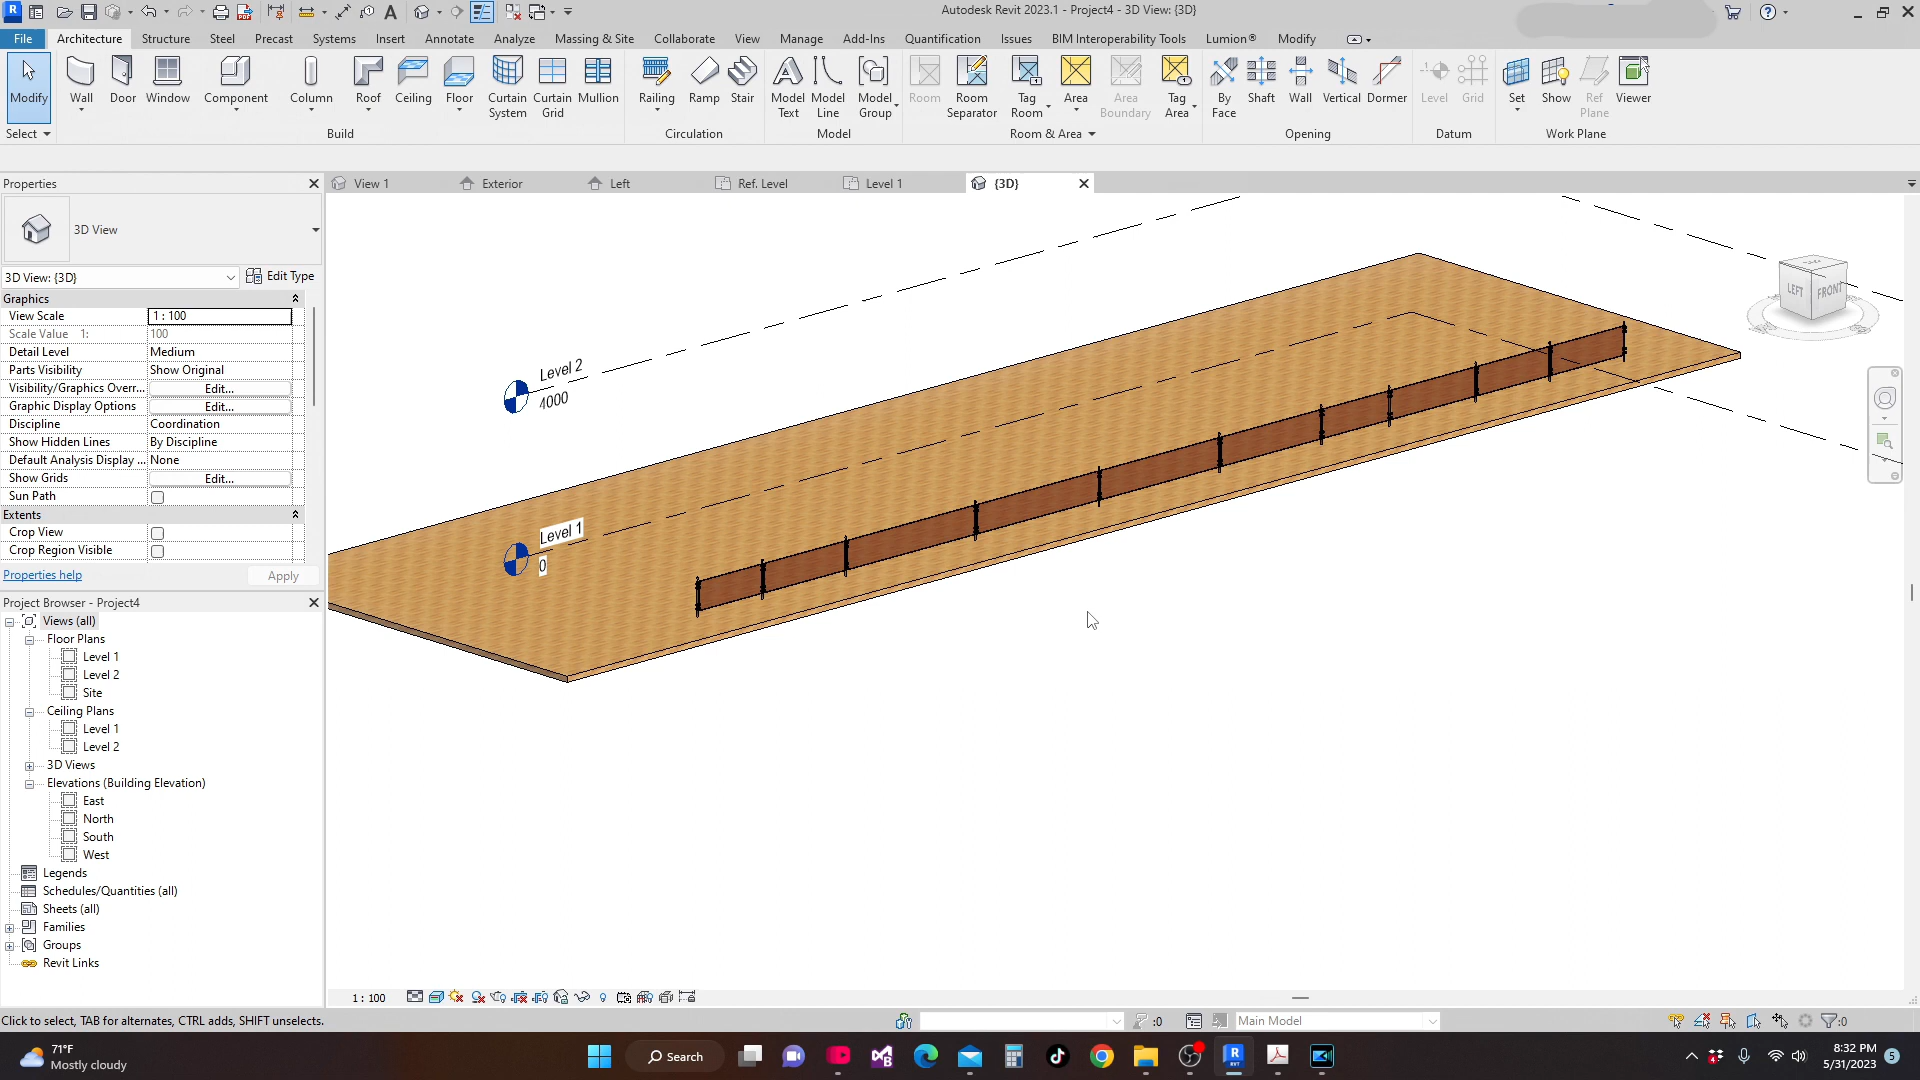 Autodesk Revit 2023.1 - Project4 - 3D View: {3D}
File Architecture Structure Steel Precast Systems Insert Annotate Analyze Massing & Site Collaborate View Manage Add-Ins Quantification Issues BIM Interoperability Tools Lumion® Modify
Modify Wall Door Window Component Column Roof Ceiling Floor Curtain System Curtain Grid Mullion Railing Ramp Stair Model Text Model Line Model Group Room Room Separator Tag Room Area Area Boundary Tag Area By Face Shaft Wall Vertical Dormer Level Grid Set Show Ref Plane Viewer
Select Build Circulation Model Room & Area Opening Datum Work Plane
Properties
View 1 Exterior Left Ref. Level Level 1 {3D}
3D View
3D View: {3D} Edit Type
Graphics
View Scale 1 : 100
Scale Value 1: 100
Detail Level Medium
Parts Visibility Show Original
Visibility/Graphics Overr... Edit...
Graphic Display Options Edit...
Discipline Coordination
Show Hidden Lines By Discipline
Default Analysis Display ... None
Show Grids Edit...
Sun Path
Extents
Crop View
Crop Region Visible
Properties help Apply
Project Browser - Project4
Views (all)
Floor Plans
Level 1
Level 2
Site
Ceiling Plans
Level 1
Level 2
3D Views
Elevations (Building Elevation)
East
North
South
West
Legends
Schedules/Quantities (all)
Sheets (all)
Families
Groups
Revit Links
Level 2
4000
Level 1
0
LEFT FRONT
1 : 100
Click to select, TAB for alternates, CTRL adds, SHIFT unselects.
:0
Main Model
:0
71°F
Mostly cloudy
Search
8:32 PM
5/31/2023
5